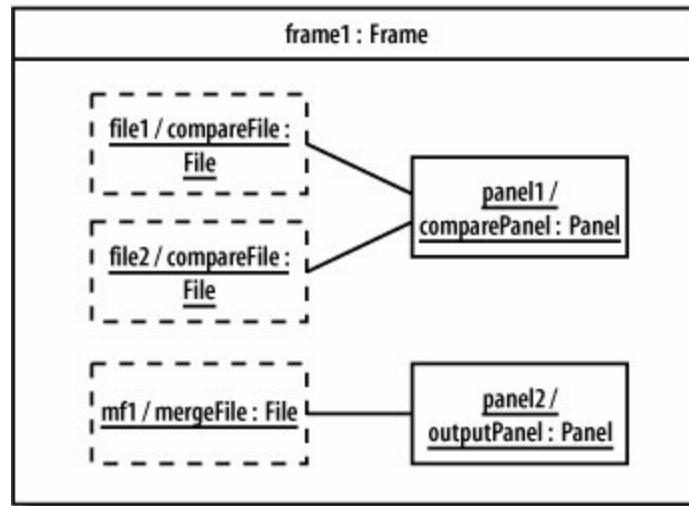 frame1 : Frame
file1 / compareFile :
File
panel1 /
comparePanel : Panel
file2 / compareFile :
File
mf1 / mergeFile : File
panel2 /
outputPanel : Panel